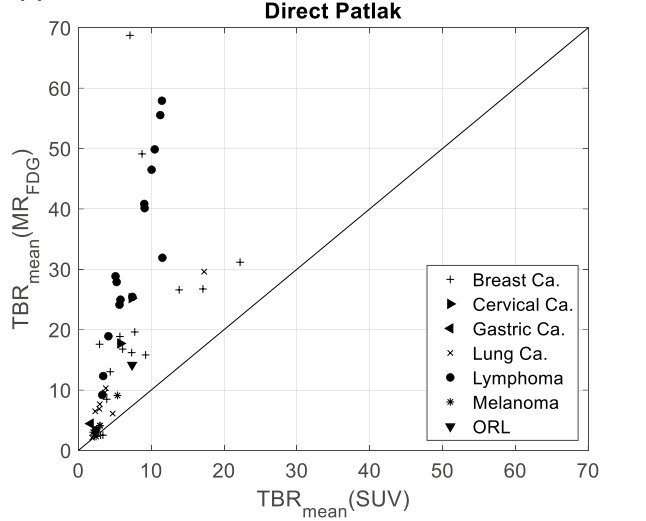 Direct Patlak
70
60
50
40
30
20
10
0
TBRmean(MRFDG)
0 10 20 30 40 50 60 70
TBRmean(SUV)
Breast Ca.
Cervical Ca.
Gastric Ca.
Lung Ca.
Lymphoma
Melanoma
ORL